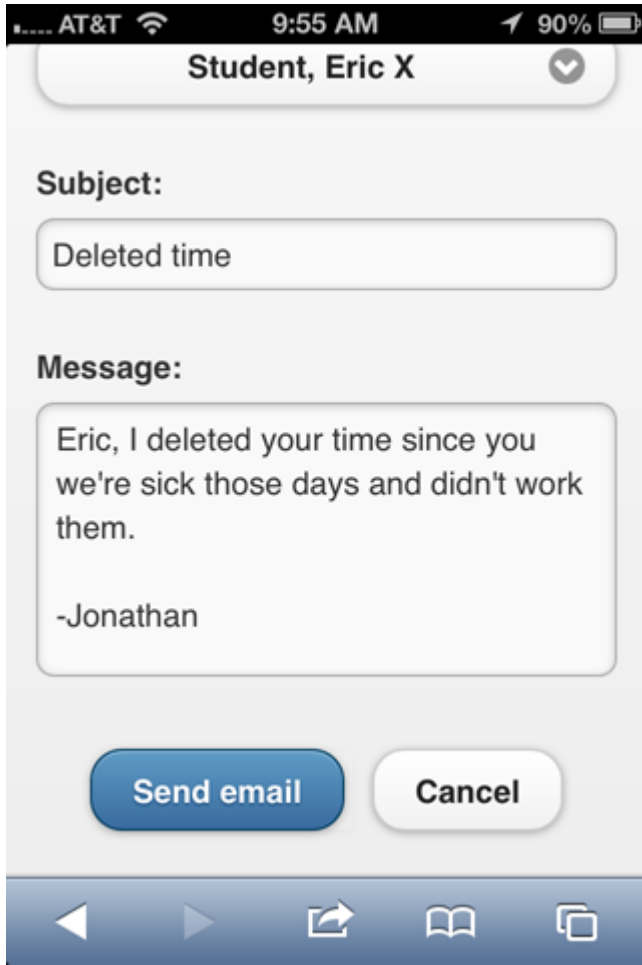 AT&T 9:55 AM 90%
Student, Eric X
Subject:
Deleted time
Message:
Eric, I deleted your time since you
we're sick those days and didn't work
them.
-Jonathan
Send email Cancel